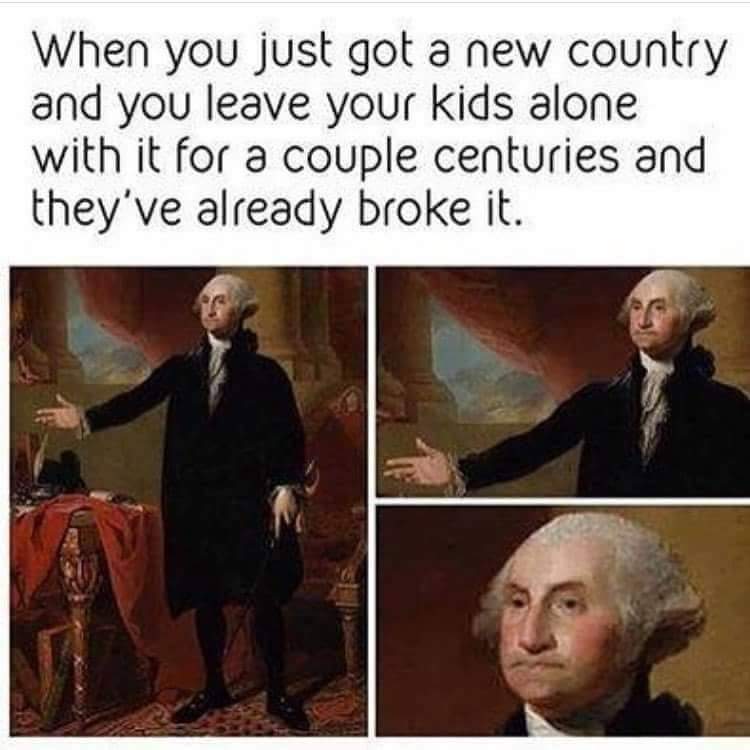 When you just got a new country
and you leave your kids alone
with it for a couple centuries and
they've already broke it.